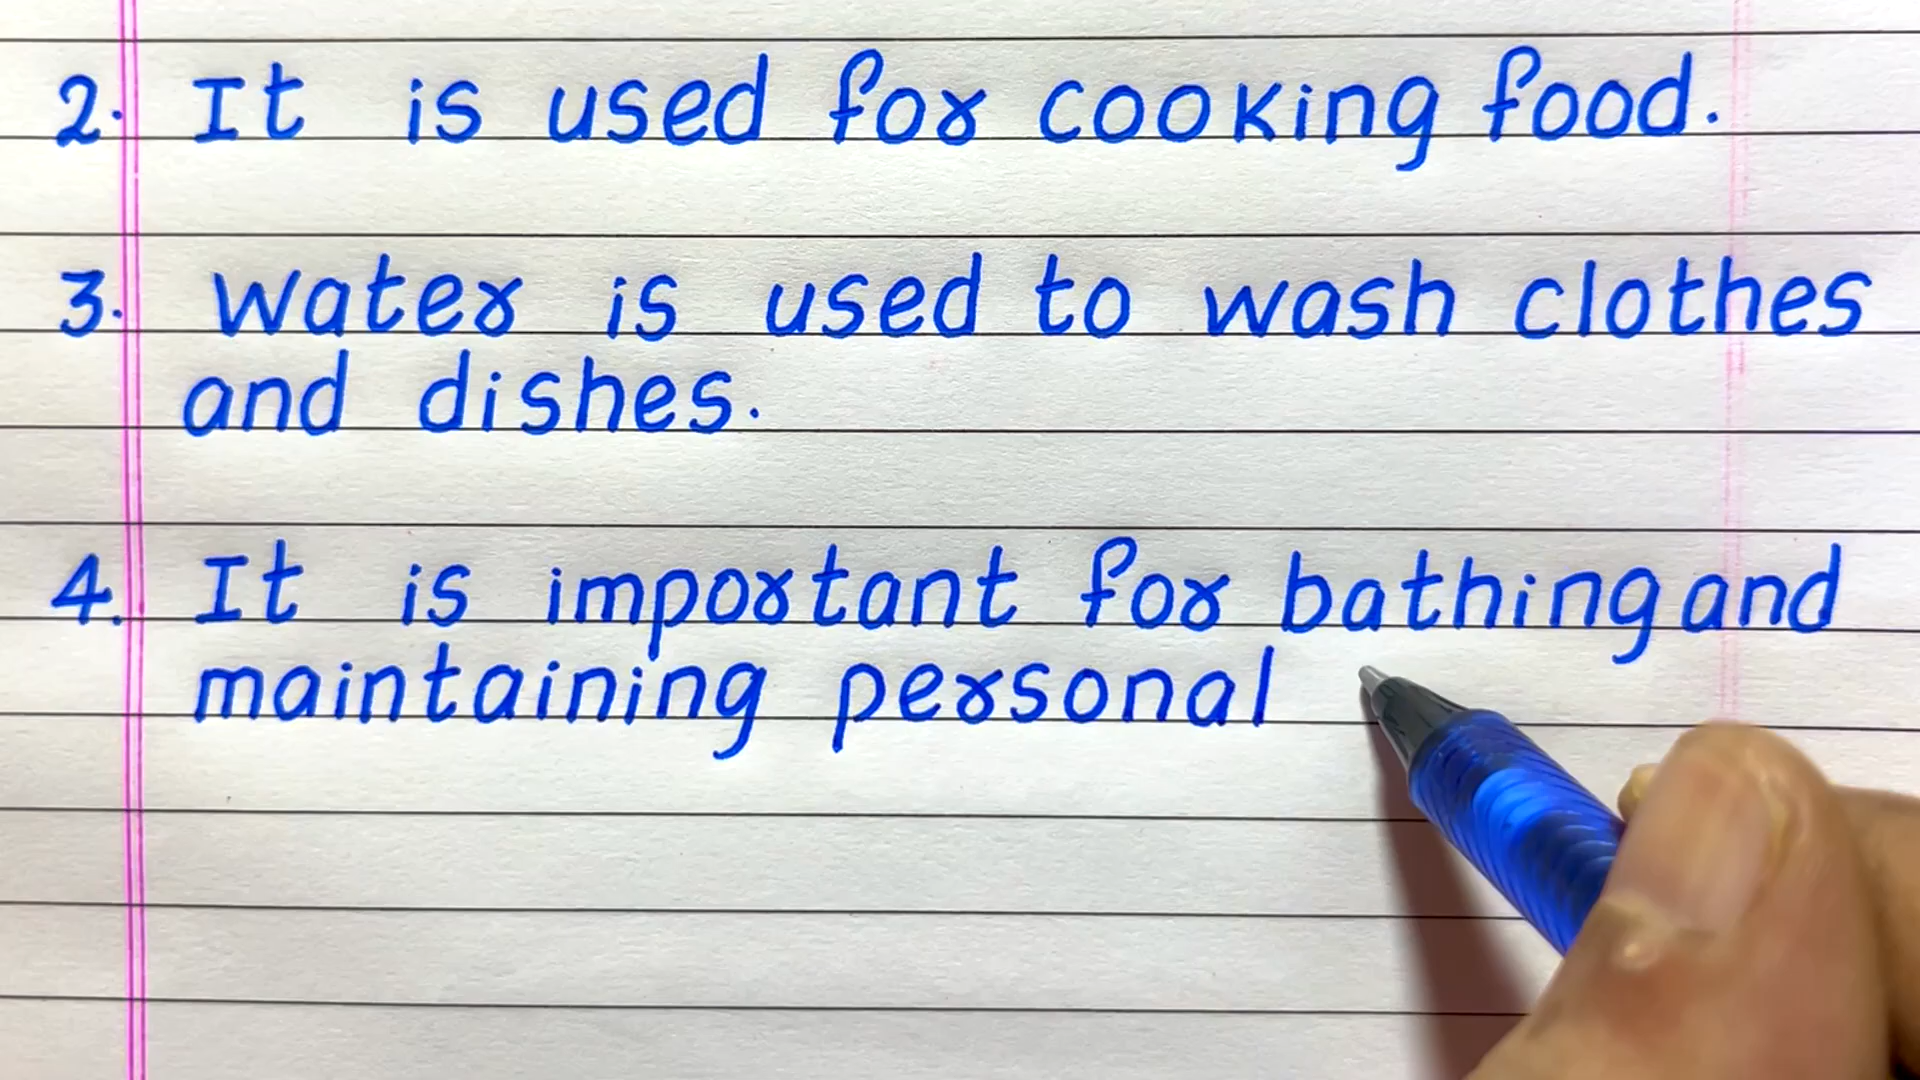 2. It is used for cooking food.
3. Water is used to wash clothes
and dishes.
4. It is important for bathing and
maintaining personal